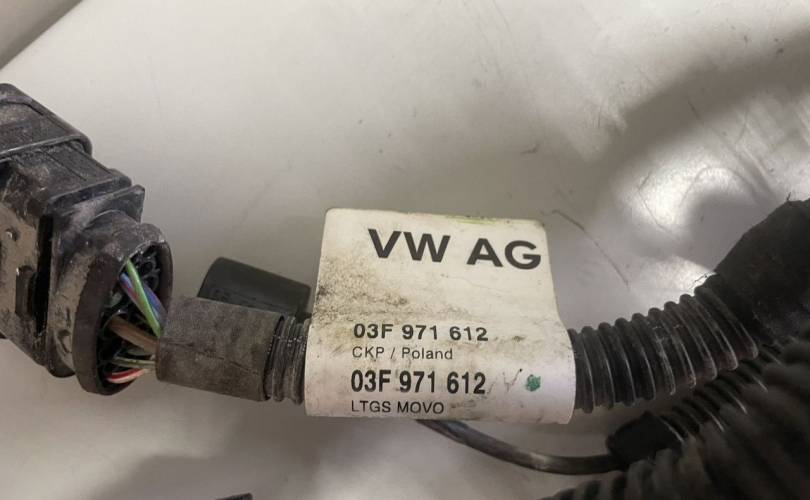 VW AG
03F 971 612
CKP / Poland
03F 971 612
LTGS MOVO